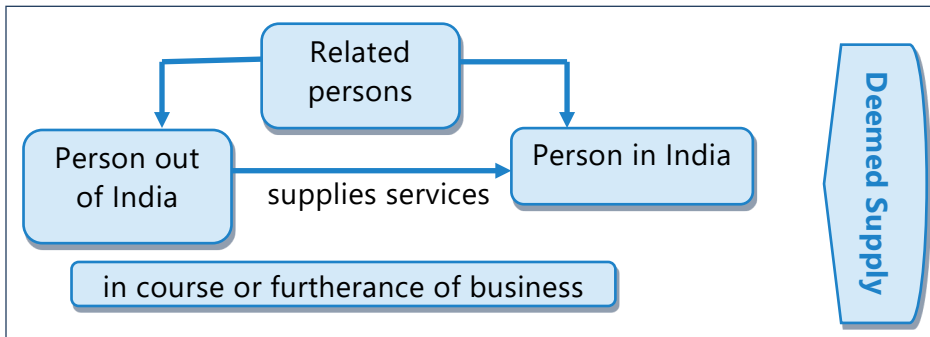 Related
persons
Person out
of India
Person in India
supplies services
in course or furtherance of business
Deemed Supply